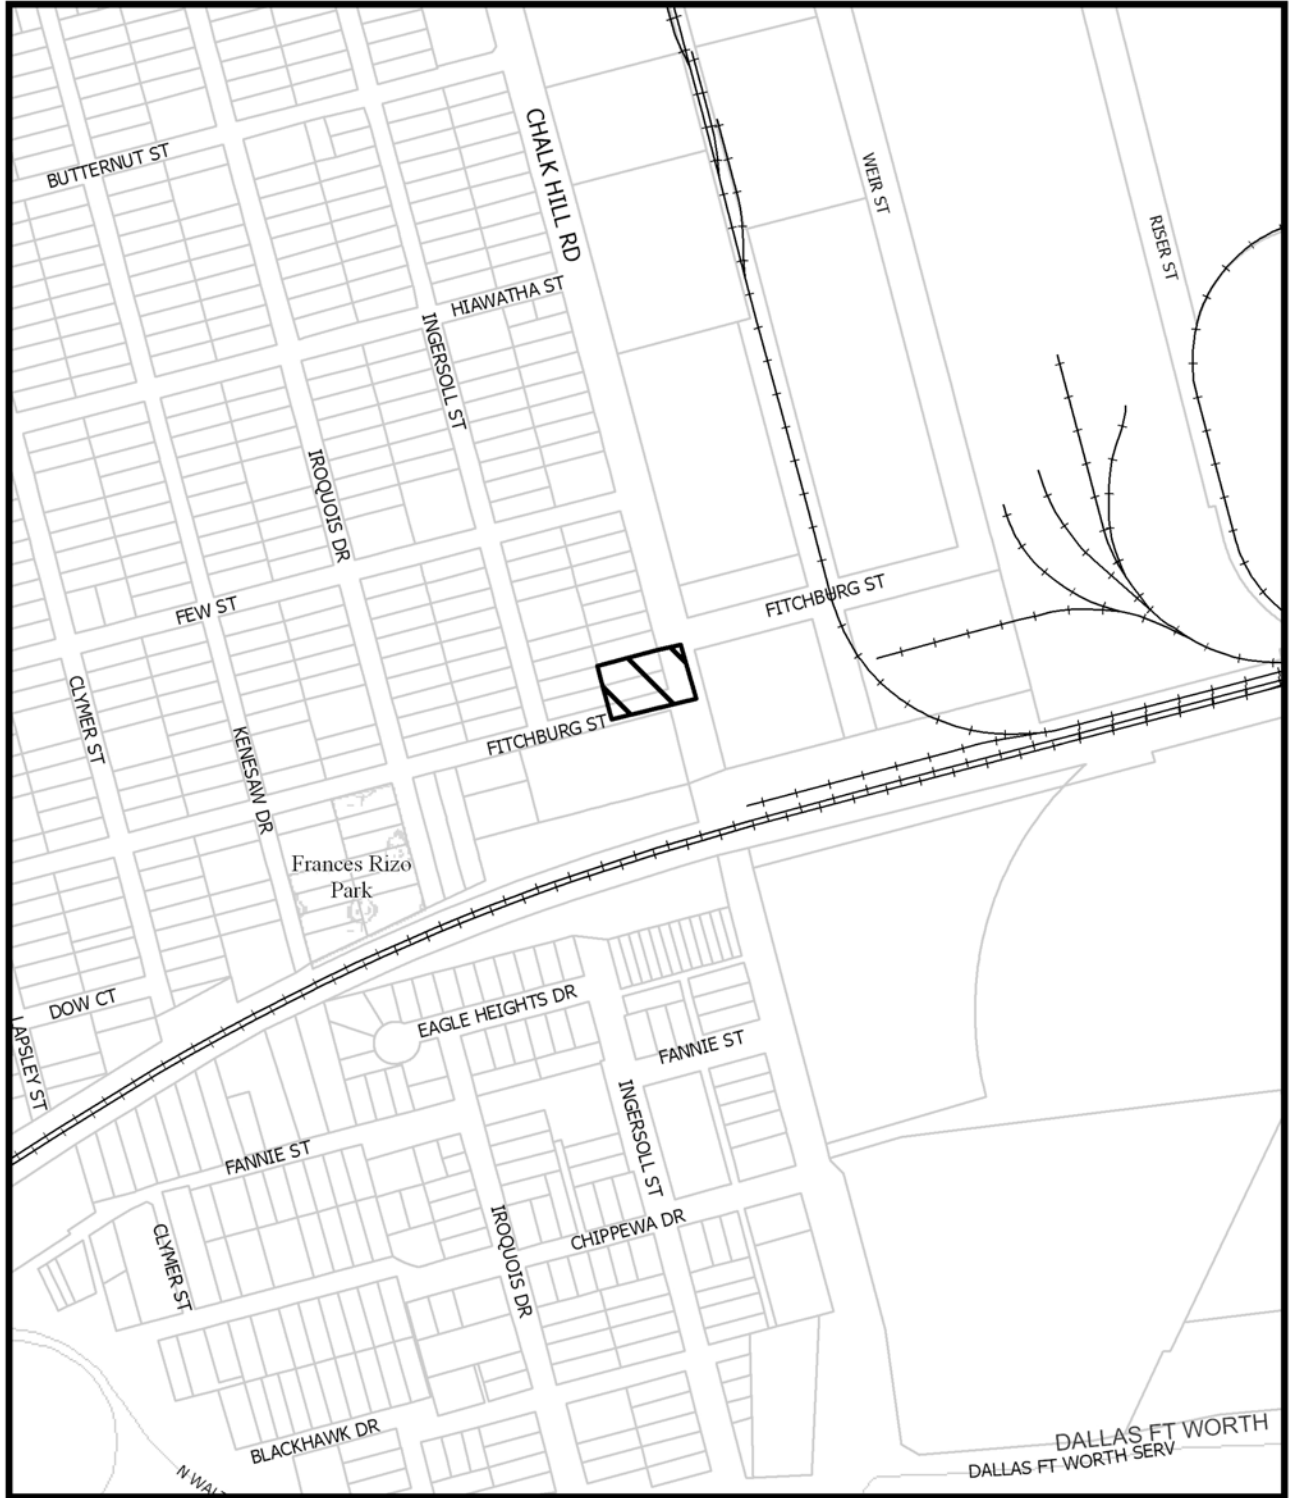 BUTTERNUT ST
CHALK HILL RD
WEIR ST
RISER ST
HIAWATHA ST
INGERSOLL ST
IROQUOIS DR
FEW ST
FITCHBURG ST
CLYMER ST
KENESAW DR
FITCHBURG ST
Frances Rizo
Park
DOW CT
LAPSLEY ST
EAGLE HEIGHTS DR
FANNIE ST
INGERSOLL ST
FANNIE ST
CLYMER ST
IROQUOIS DR
CHIPPEWA DR
BLACKHAWK DR
DALLAS FT WORTH
DALLAS FT WORTH SERV